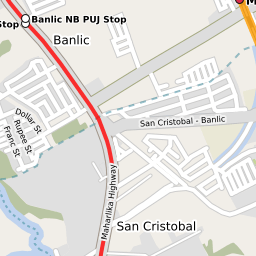 Stop
Banlic NB PUJ Stop
M
Banlic
Dollar St
Rupee St
Franc St
San Cristobal - Banlic
Maharlika Highway
San Cristobal